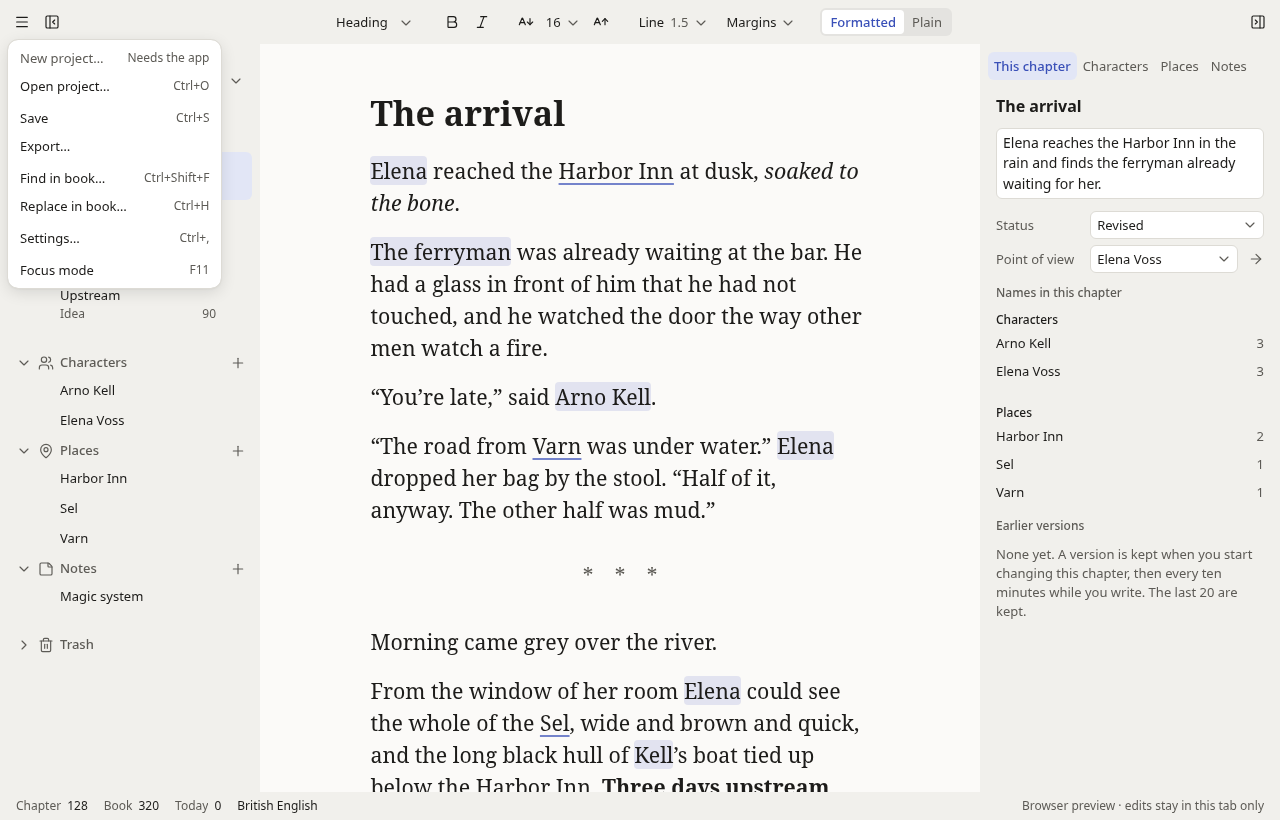 Heading
B
I
A
16
A
Line 1.5
Margins
Formatted
Plain
New project… Needs the app
Open project… Ctrl+O
Save Ctrl+S
Export…
Find in book… Ctrl+Shift+F
Replace in book… Ctrl+H
Settings… Ctrl+,
Focus mode F11
Upstream
Idea 90
Characters
Arno Kell
Elena Voss
Places
Harbor Inn
Sel
Varn
Notes
Magic system
Trash
The arrival
Elena reached the Harbor Inn at dusk, soaked to
the bone.
The ferryman was already waiting at the bar. He
had a glass in front of him that he had not
touched, and he watched the door the way other
men watch a fire.
“You’re late,” said Arno Kell.
“The road from Varn was under water.” Elena
dropped her bag by the stool. “Half of it,
anyway. The other half was mud.”
* * *
Morning came grey over the river.
From the window of her room Elena could see
the whole of the Sel, wide and brown and quick,
and the long black hull of Kell’s boat tied up
below the Harbor Inn. Three days upstream
This chapter
Characters
Places
Notes
The arrival
Elena reaches the Harbor Inn in the
rain and finds the ferryman already
waiting for her.
Status Revised
Point of view Elena Voss
Names in this chapter
Characters
Arno Kell 3
Elena Voss 3
Places
Harbor Inn 2
Sel 1
Varn 1
Earlier versions
None yet. A version is kept when you start
changing this chapter, then every ten
minutes while you write. The last 20 are
kept.
Chapter 128 Book 320 Today 0 British English
Browser preview · edits stay in this tab only